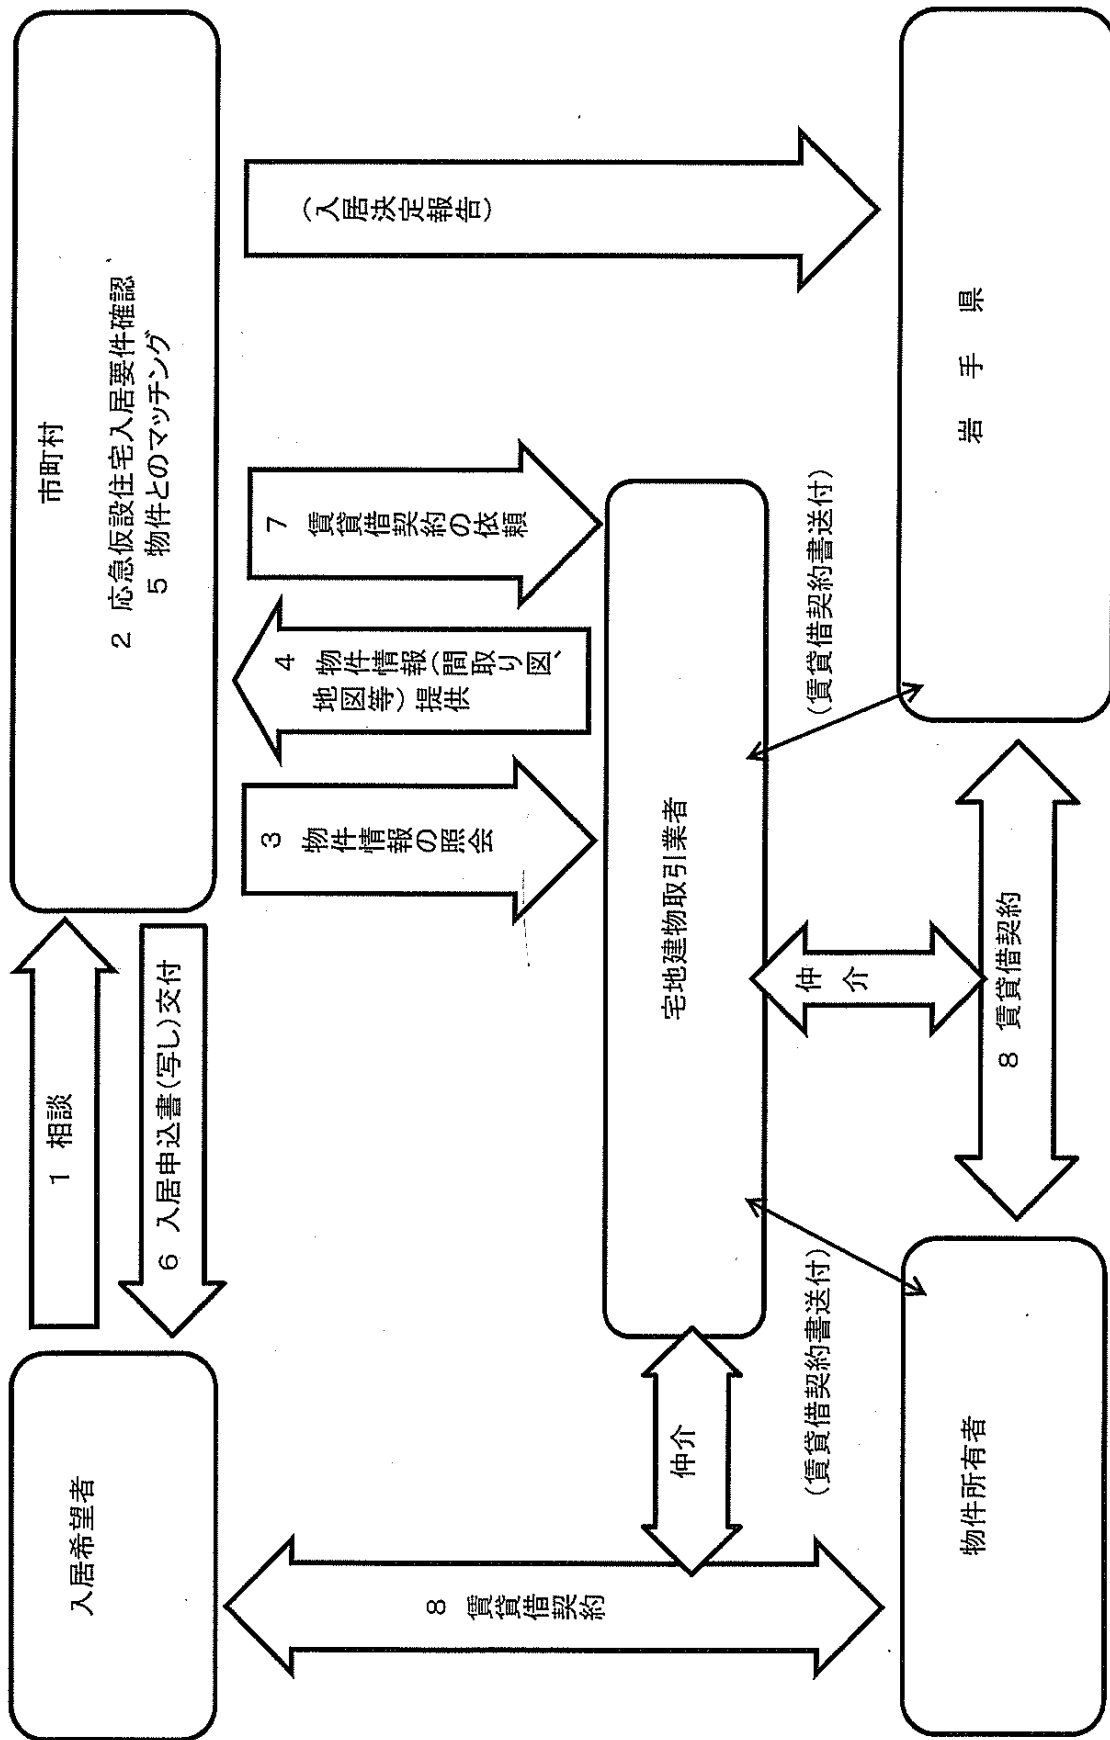 入居希望者
1 相談
6 入居申込書(写し)交付
市町村
2 応急仮設住宅入居要件確認
5 物件とのマッチング
8 賃貸借契約
仲介
3 物件情報の照会
4 物件情報(間取り図、
地図等)提供
7 賃貸借契約の依頼
(入居決定報告)
宅地建物取引業者
(賃貸借契約書送付)
仲介
(賃貸借契約書送付)
物件所有者
8 賃貸借契約
岩手県